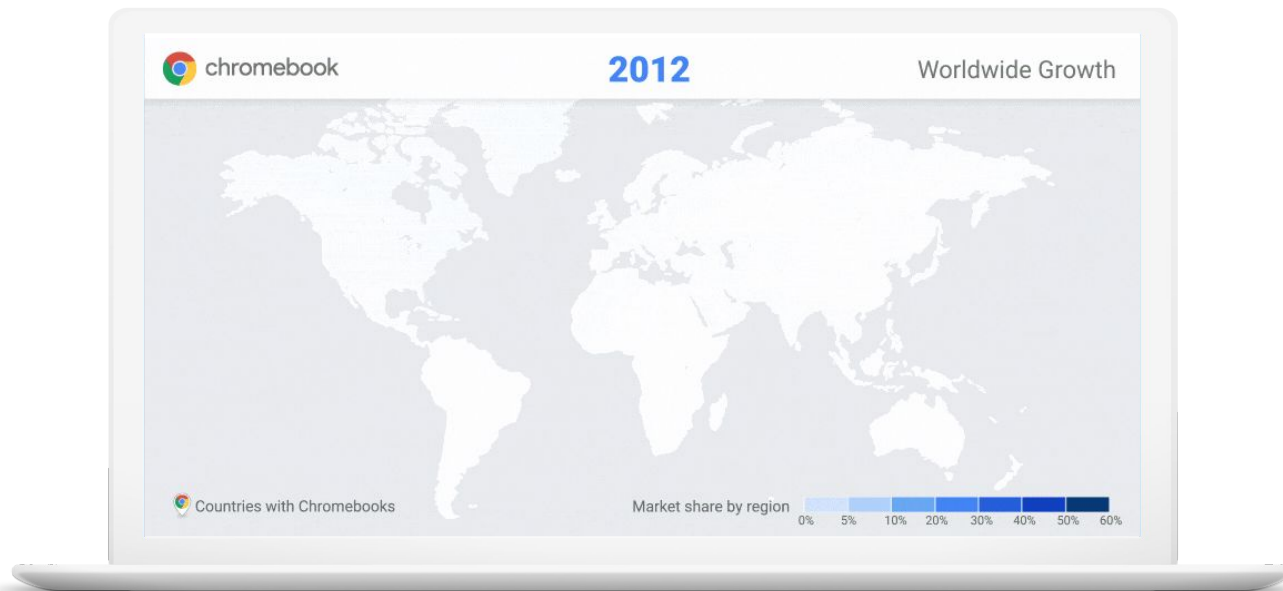 chromebook
2012
Worldwide Growth
Countries with Chromebooks
Market share by region
0% 5% 10% 20% 30% 40% 50% 60%